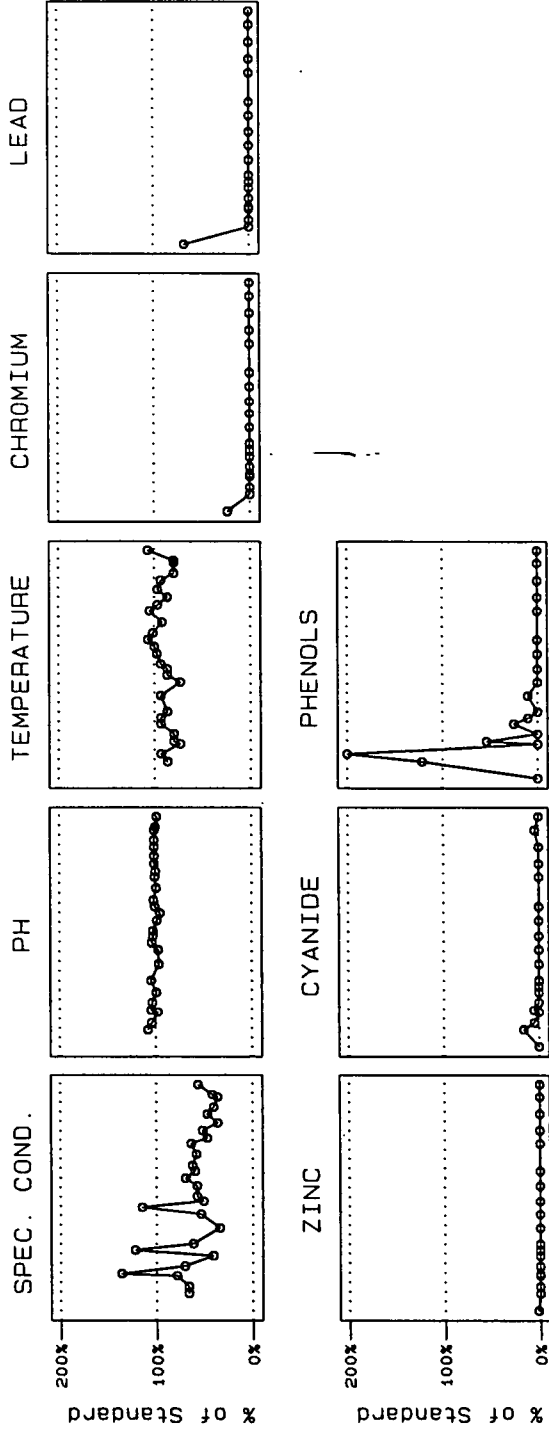 SPEC. COND.
PH
TEMPERATURE
CHROMIUM
LEAD
% of Standard
200%
100%
0%
ZINC
CYANIDE
PHENOLS
% of Standard
200%
100%
0%